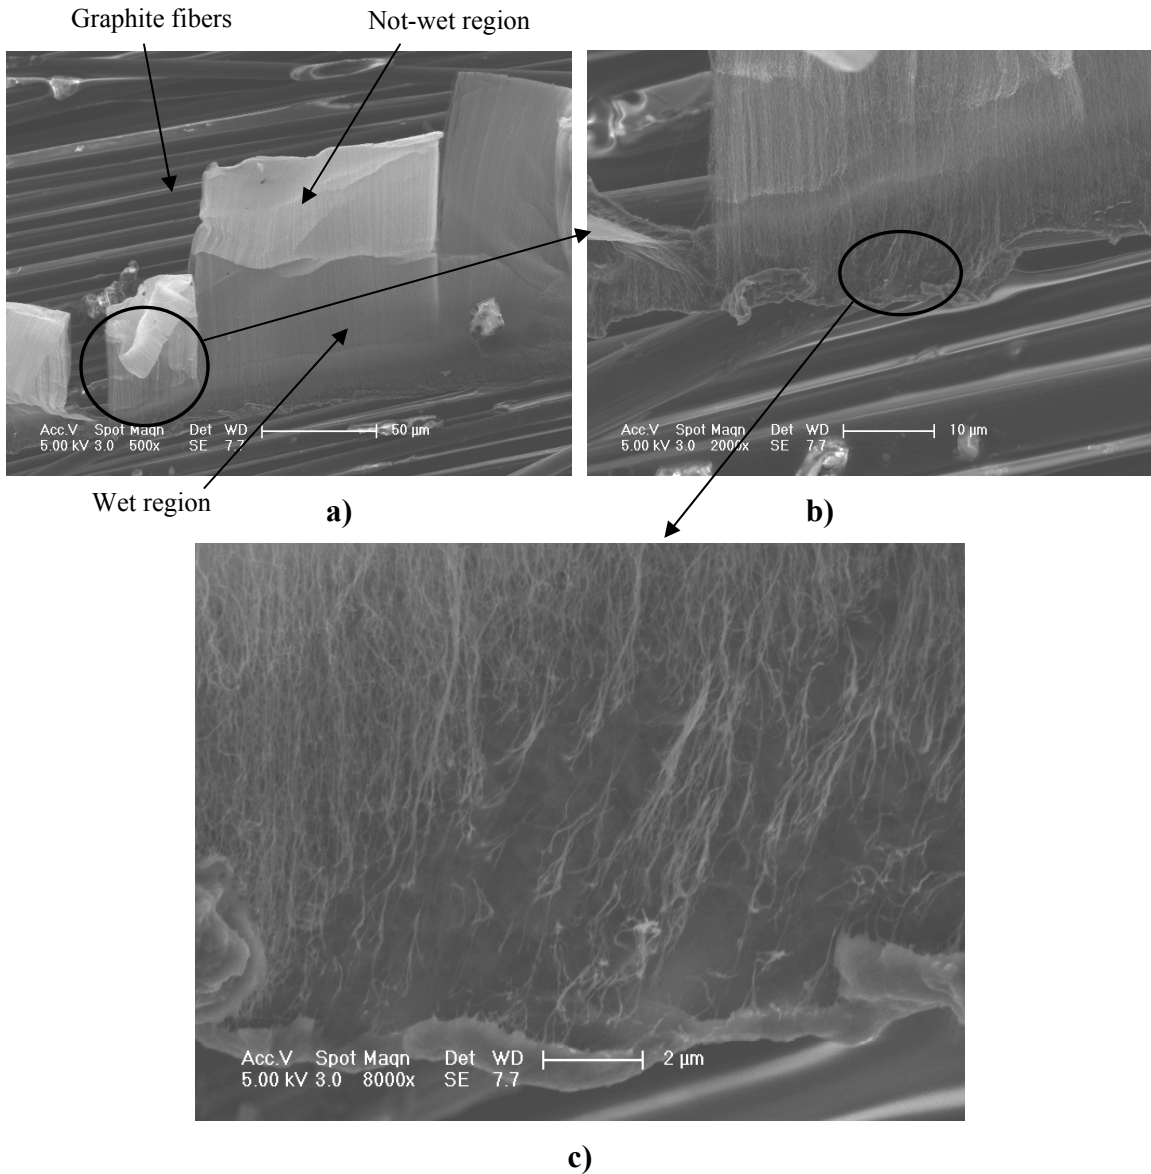 Graphite fibers
Not-wet region
Acc.V Spot Magn Det WD 50 µm
5.00 kV 3.0 500x SE 7.7
Acc.V Spot Magn Det WD 10 µm
5.00 kV 3.0 2000x SE 7.7
Wet region
a)
b)
Acc.V Spot Magn Det WD 2 µm
5.00 kV 3.0 8000x SE 7.7
c)